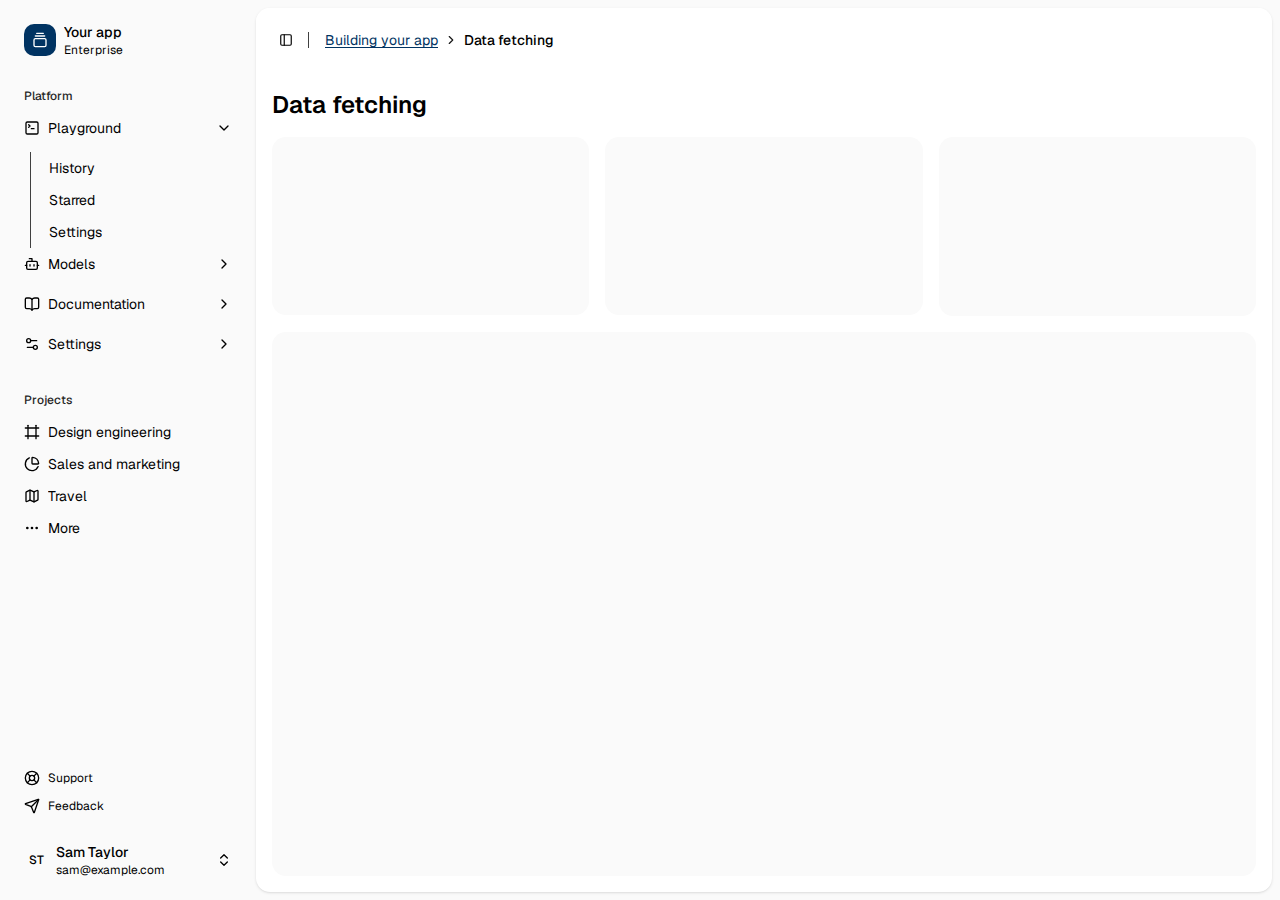 Your app
Enterprise
Platform
Playground
History
Starred
Settings
Models
Documentation
Settings
Projects
Design engineering
Sales and marketing
Travel
More
Support
Feedback
ST
Sam Taylor
sam@example.com
Building your app
Data fetching
Data fetching